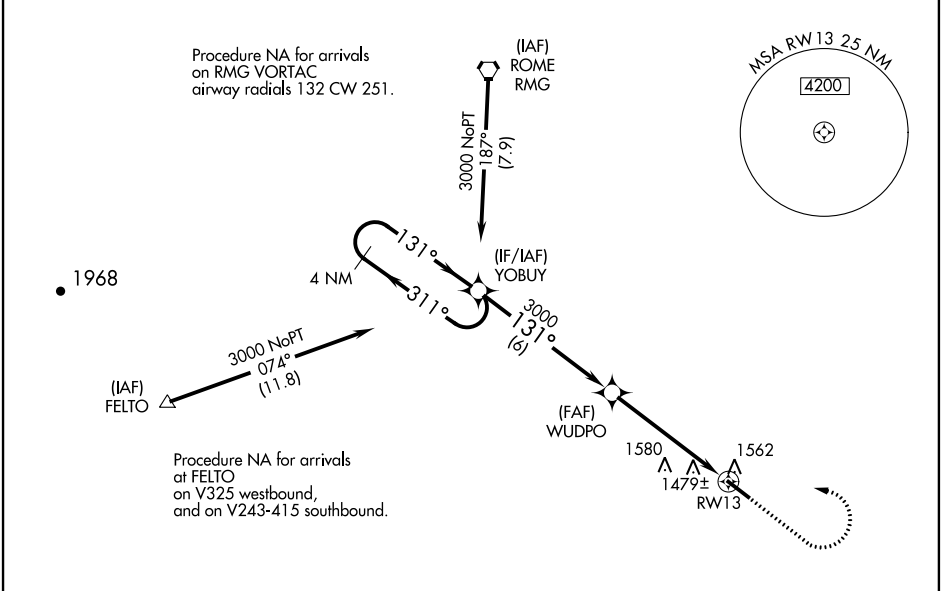 Procedure NA for arrivals
on RMG VORTAC
airway radials 132 CW 251.
(IAF)
ROME
RMG
MSA RW13 25 NM
4200
3000 NoPT
187°
(7.9)
131°
4 NM
311°
(IF/IAF)
YOBUY
1968
3000
131°
(6)
3000 NoPT
074°
(11.8)
(IAF)
FELTO
(FAF)
WUDPO
1580
1562
1479±
RW13
Procedure NA for arrivals
at FELTO
on V325 westbound,
and on V243-415 southbound.